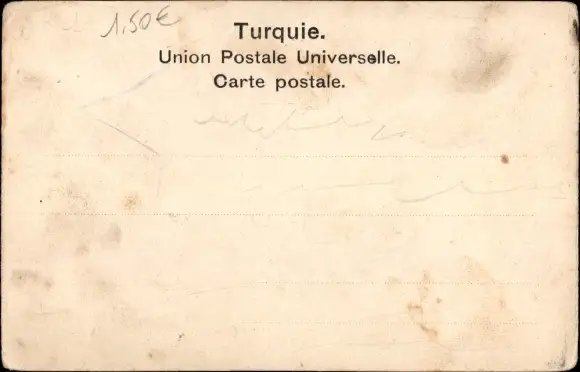 1.50€
Turquie.
Union Postale Universelle.
Carte postale.